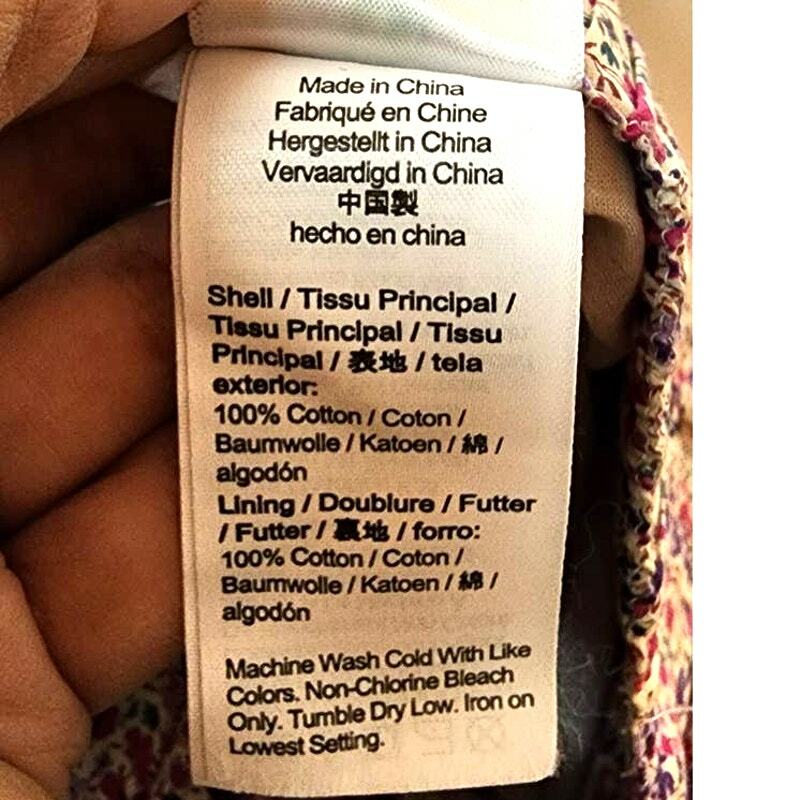 Made in China
Fabriqué en Chine
Hergestellt in China
Vervaardigd in China
中国製
hecho en china
Shell / Tissu Principal /
Tissu Principal / Tissu
Principal / 表地 / tela
exterior:
100% Cotton / Coton /
Baumwolle / Katoen / 綿 /
algodón
Lining / Doublure / Futter
/ Futter / 裏地 / forro:
100% Cotton / Coton /
Baumwolle / Katoen / 綿 /
algodón
Machine Wash Cold With Like
Colors. Non-Chlorine Bleach
Only. Tumble Dry Low. Iron on
Lowest Setting.